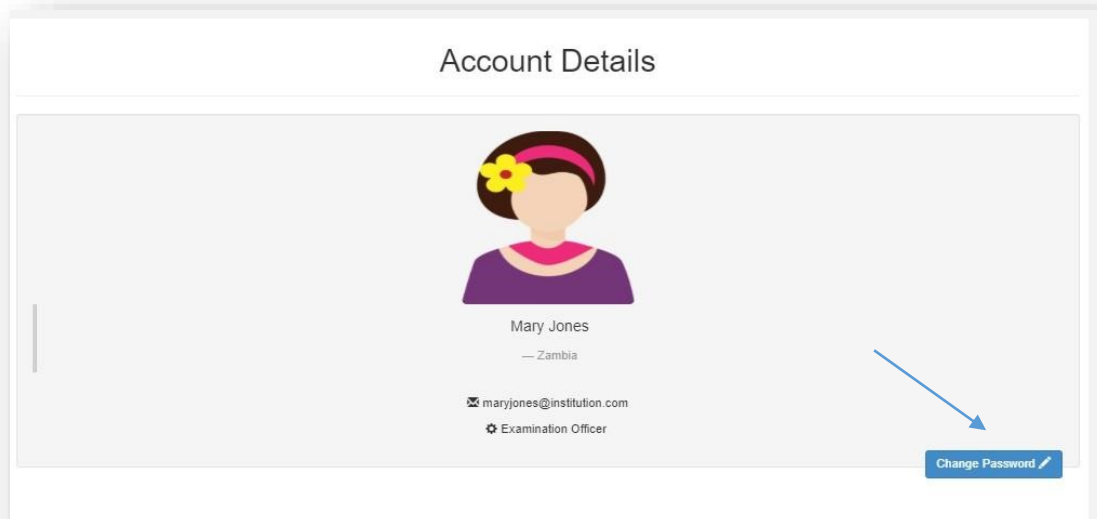 Account Details
Mary Jones
— Zambia
maryjones@institution.com
Examination Officer
Change Password